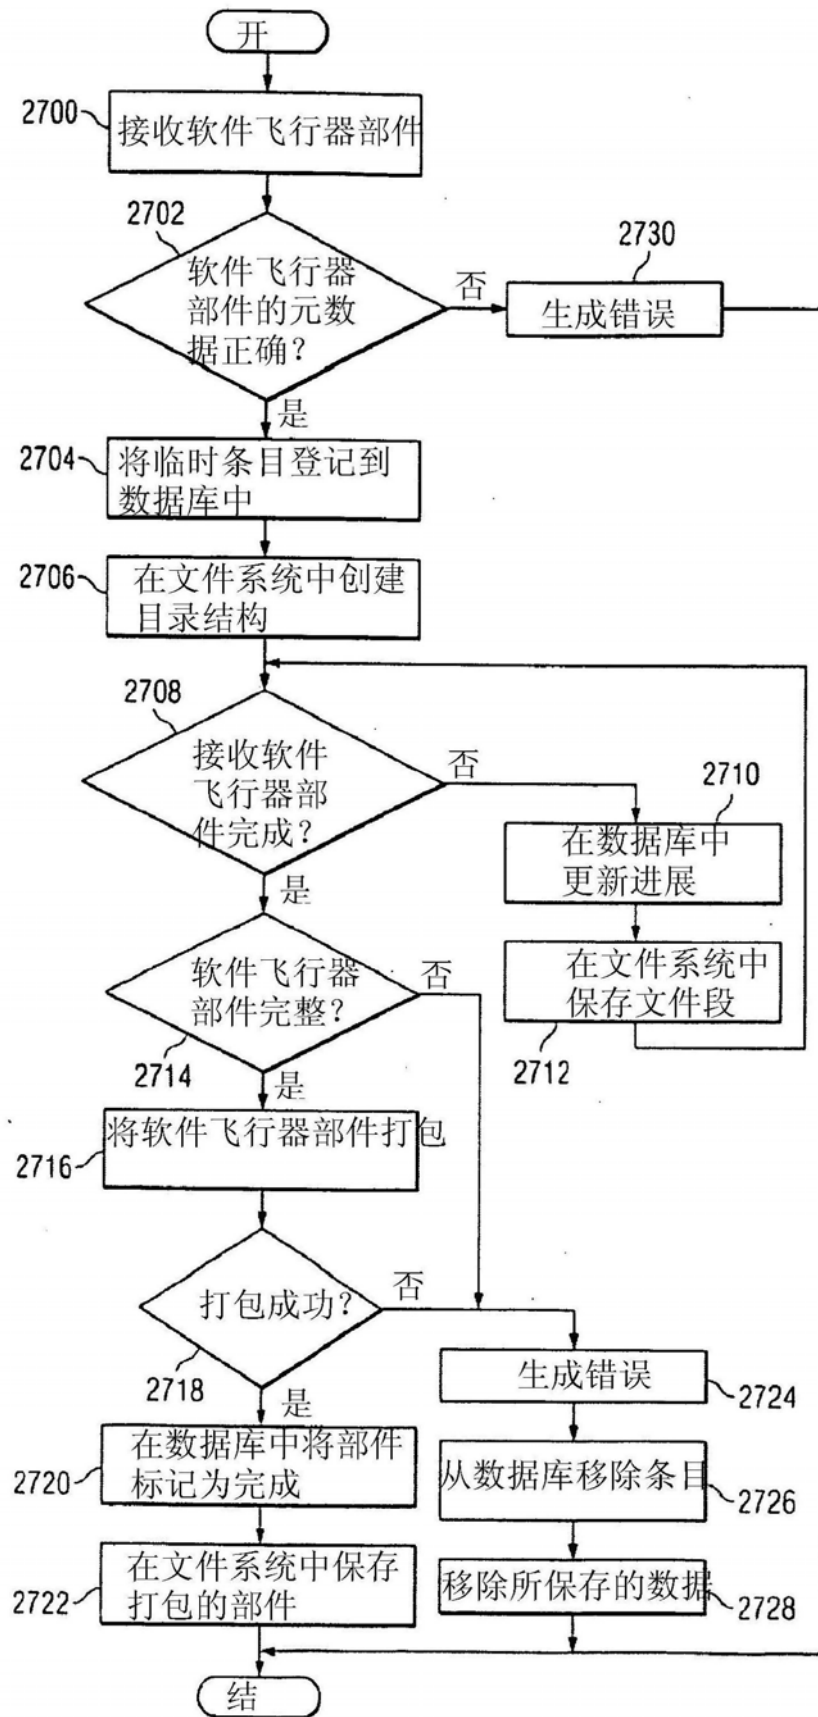 开
2700
接收软件飞行器部件
2702
软件飞行器
部件的元数
据正确？
否
2730
生成错误
是
2704
将临时条目登记到
数据库中
2706
在文件系统中创建
目录结构
2708
接收软件
飞行器部
件完成？
否
2710
在数据库中
更新进展
是
在文件系统中
保存文件段
2712
软件飞行器
部件完整？
否
2714
是
将软件飞行器部件打包
2716
打包成功？
否
2718
是
生成错误
2724
在数据库中将部件
标记为完成
2720
从数据库移除条目
2726
在文件系统中保存
打包的部件
2722
移除所保存的数据
2728
结